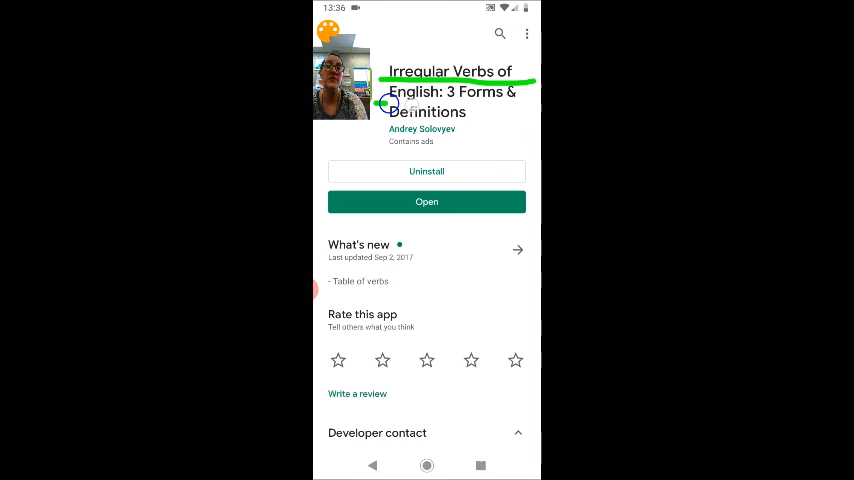 13:36
Irregular Verbs of
English: 3 Forms &
Definitions
Andrey Solovyev
Contains ads
Uninstall
Open
What's new
Last updated Sep 2, 2017
- Table of verbs
Rate this app
Tell others what you think
Write a review
Developer contact